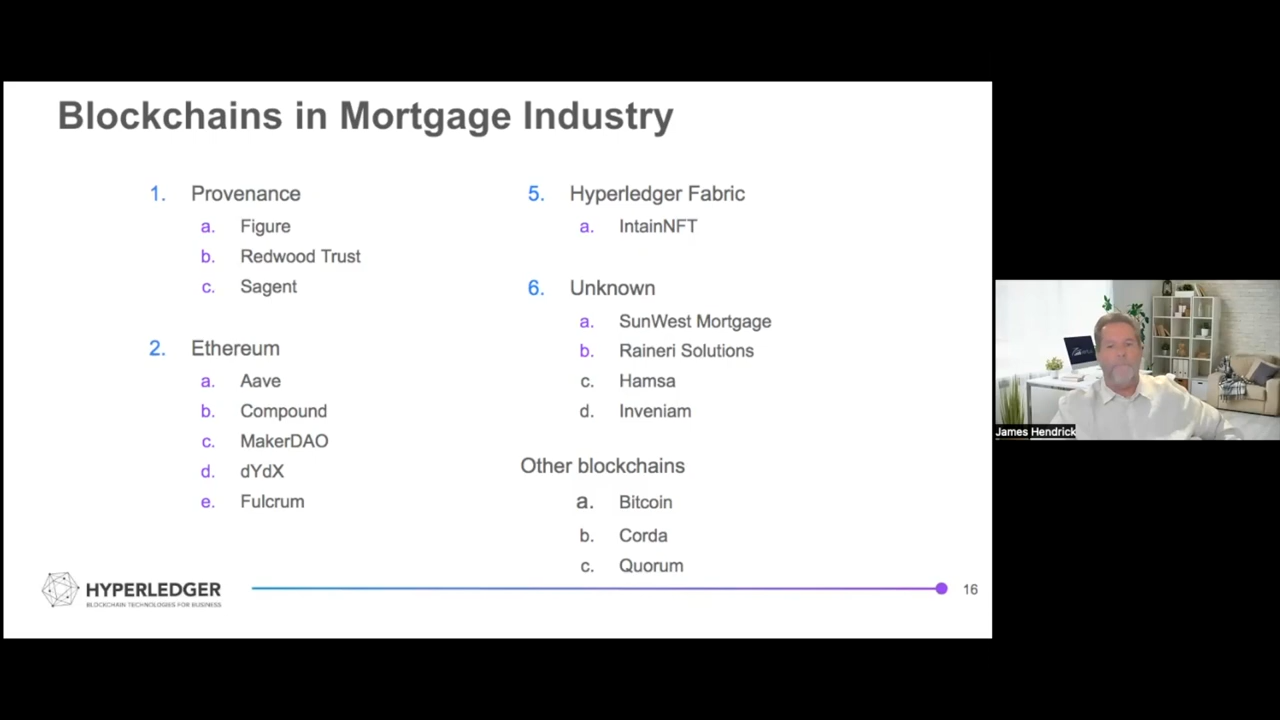 Blockchains in Mortgage Industry
1. Provenance
a. Figure
b. Redwood Trust
c. Sagent
2. Ethereum
a. Aave
b. Compound
c. MakerDAO
d. dYdX
e. Fulcrum
5. Hyperledger Fabric
a. IntainNFT
6. Unknown
a. SunWest Mortgage
b. Raineri Solutions
c. Hamsa
d. Inveniam
Other blockchains
a. Bitcoin
b. Corda
c. Quorum
HYPERLEDGER
BLOCKCHAIN TECHNOLOGIES FOR BUSINESS
16
James Hendrick